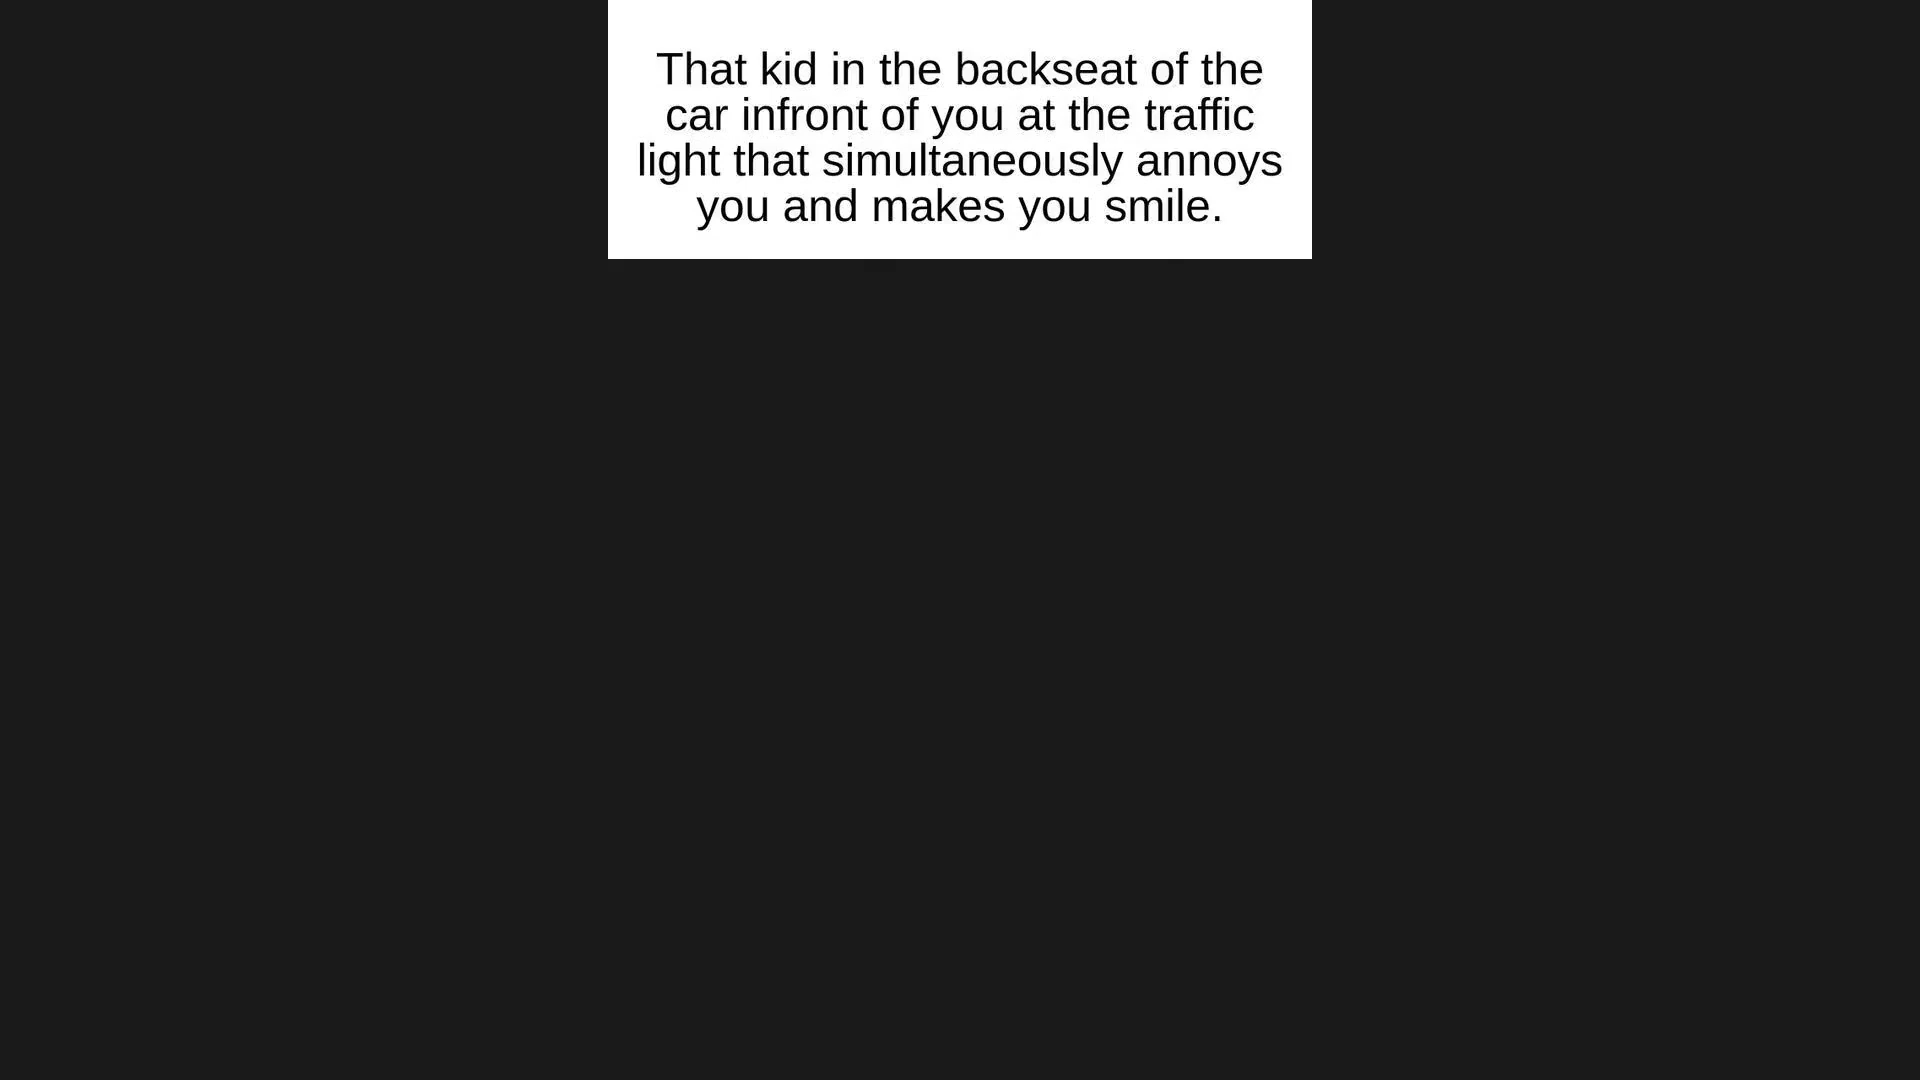 That kid in the backseat of the
car infront of you at the traffic
light that simultaneously annoys
you and makes you smile.